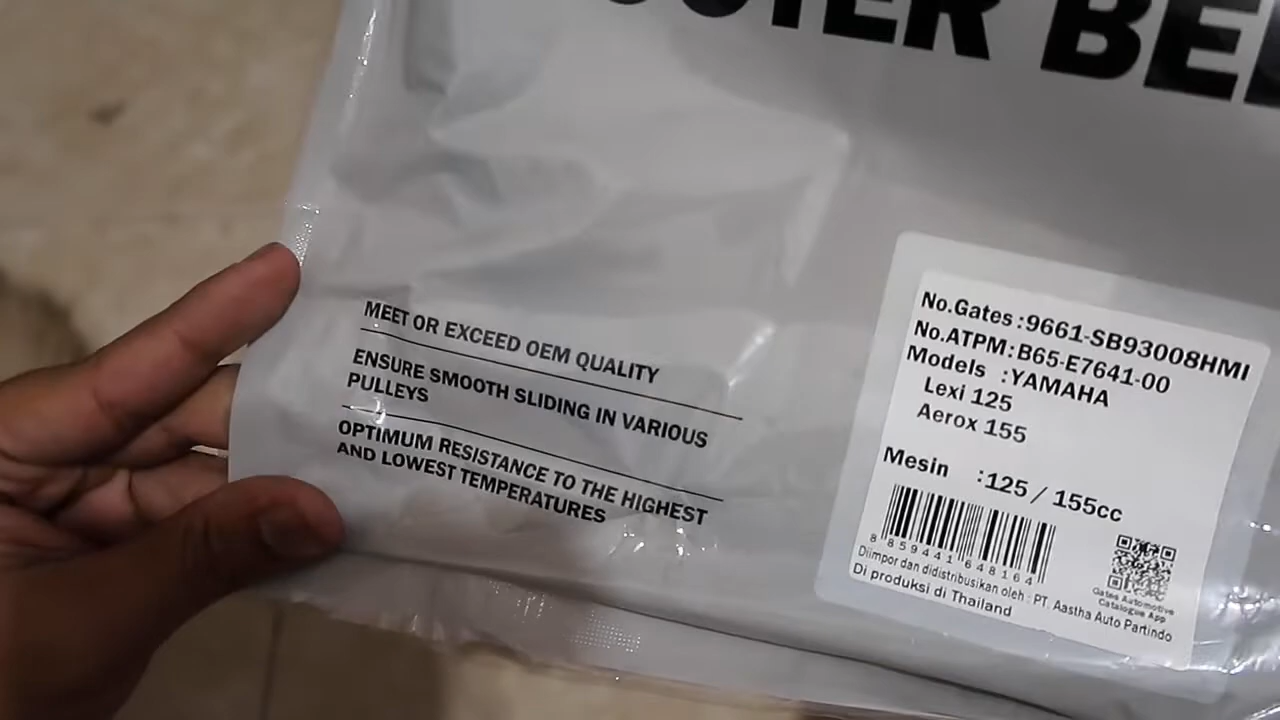 MEET OR EXCEED OEM QUALITY
ENSURE SMOOTH SLIDING IN VARIOUS
PULLEYS
OPTIMUM RESISTANCE TO THE HIGHEST
AND LOWEST TEMPERATURES
No.Gates :9661-SB93008HMI
No.ATPM:B65-E7641-00
Models :YAMAHA
Lexi 125
Aerox 155
Mesin :125 / 155cc
8 859441 648164
Gates Automotive
Catalogue App
Diimpor dan didistribusikan oleh : PT. Aastha Auto Partindo
Di produksi di Thailand